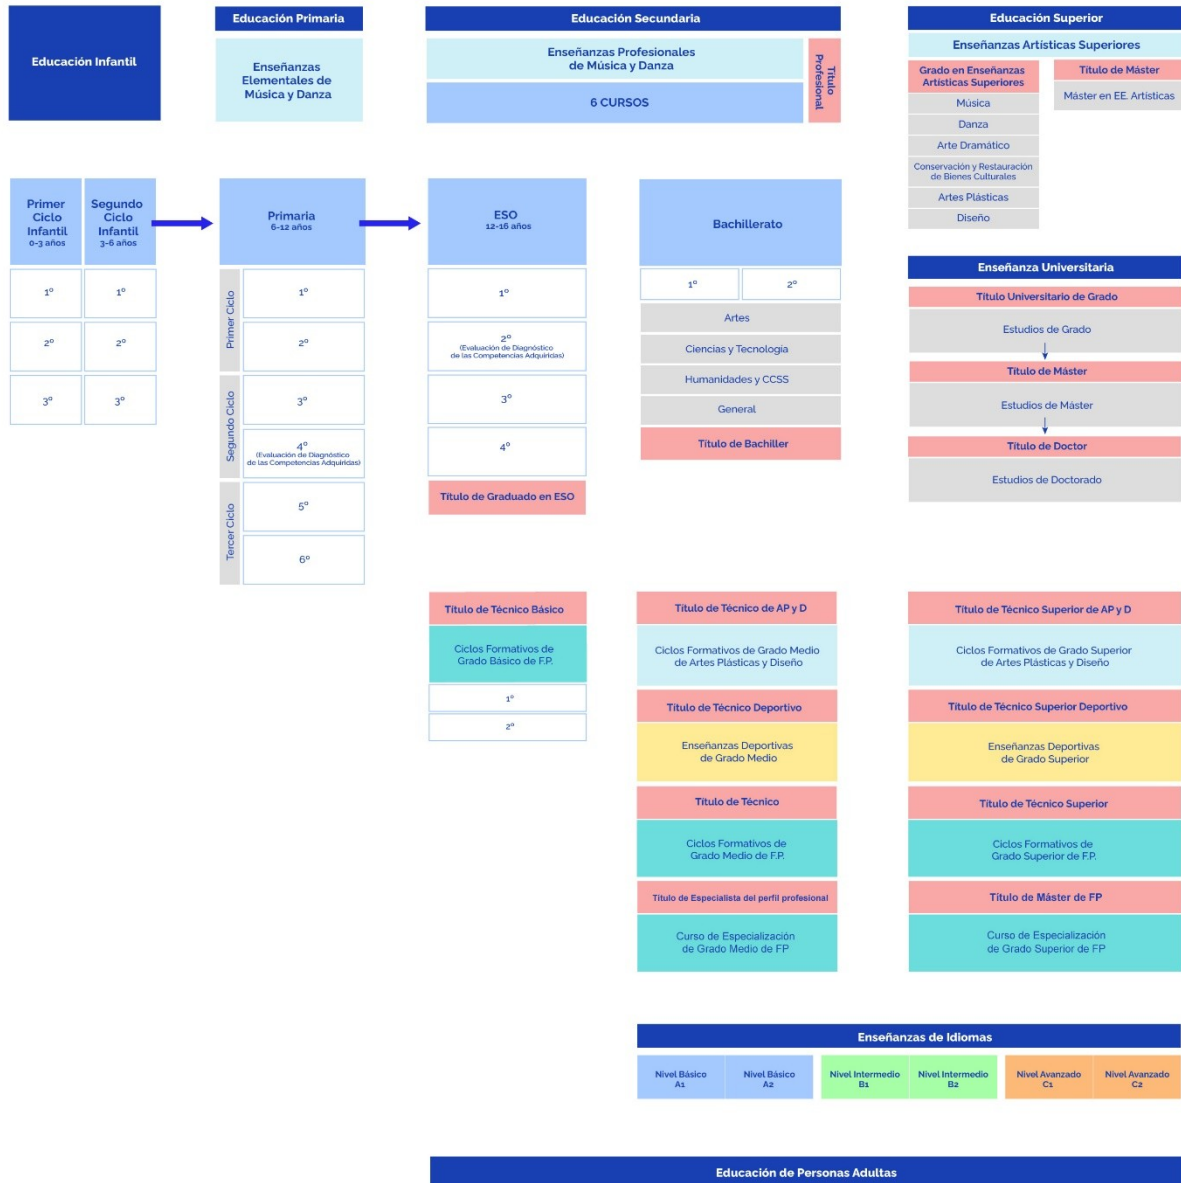 Educación Infantil
Educación Primaria
Enseñanzas
Elementales de
Música y Danza
Educación Secundaria
Enseñanzas Profesionales
de Música y Danza
6 CURSOS
Título
Profesional
Educación Superior
Enseñanzas Artísticas Superiores
Grado en Enseñanzas
Artísticas Superiores
Música
Danza
Arte Dramático
Conservación y Restauración
de Bienes Culturales
Artes Plásticas
Diseño
Título de Máster
Máster en EE. Artísticas
Primer
Ciclo
Infantil
0-3 años
1º
2º
3º
Segundo
Ciclo
Infantil
3-6 años
1º
2º
3º
Primaria
6-12 años
Primer Ciclo
1º
2º
Segundo Ciclo
3º
4º
(Evaluación de Diagnóstico
de las Competencias Adquiridas)
Tercer Ciclo
5º
6º
ESO
12-16 años
1º
2º
(Evaluación de Diagnóstico
de las Competencias Adquiridas)
3º
4º
Título de Graduado en ESO
Bachillerato
1º
2º
Artes
Ciencias y Tecnología
Humanidades y CCSS
General
Título de Bachiller
Enseñanza Universitaria
Título Universitario de Grado
Estudios de Grado
Título de Máster
Estudios de Máster
Título de Doctor
Estudios de Doctorado
Título de Técnico Básico
Ciclos Formativos de
Grado Básico de F.P.
1º
2º
Título de Técnico de AP y D
Ciclos Formativos de Grado Medio
de Artes Plásticas y Diseño
Título de Técnico Deportivo
Enseñanzas Deportivas
de Grado Medio
Título de Técnico
Ciclos Formativos de
Grado Medio de F.P.
Título de Especialista del perfil profesional
Curso de Especialización
de Grado Medio de FP
Título de Técnico Superior de AP y D
Ciclos Formativos de Grado Superior
de Artes Plásticas y Diseño
Título de Técnico Superior Deportivo
Enseñanzas Deportivas
de Grado Superior
Título de Técnico Superior
Ciclos Formativos de
Grado Superior de F.P.
Título de Máster de FP
Curso de Especialización
de Grado Superior de FP
Enseñanzas de Idiomas
Nivel Básico
A1
Nivel Básico
A2
Nivel Intermedio
B1
Nivel Intermedio
B2
Nivel Avanzado
C1
Nivel Avanzado
C2
Educación de Personas Adultas